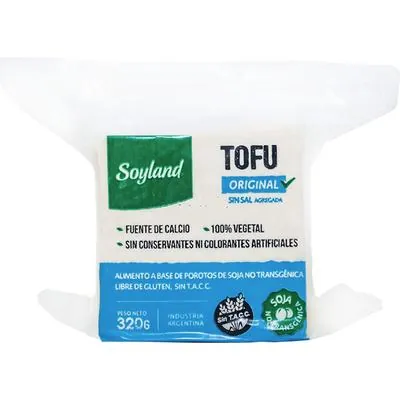 Soyland
TOFU
ORIGINAL
SIN SAL AGREGADA
FUENTE DE CALCIO
100% VEGETAL
SIN CONSERVANTES NI COLORANTES ARTIFICIALES
ALIMENTO A BASE DE POROTOS DE SOJA NO TRANSGÉNICA
LIBRE DE GLUTEN, SIN T.A.C.C.
PESO NETO
320G
INDUSTRIA
ARGENTINA
Sin T.A.C.C.
SOJA
NO TRANSGÉNICA